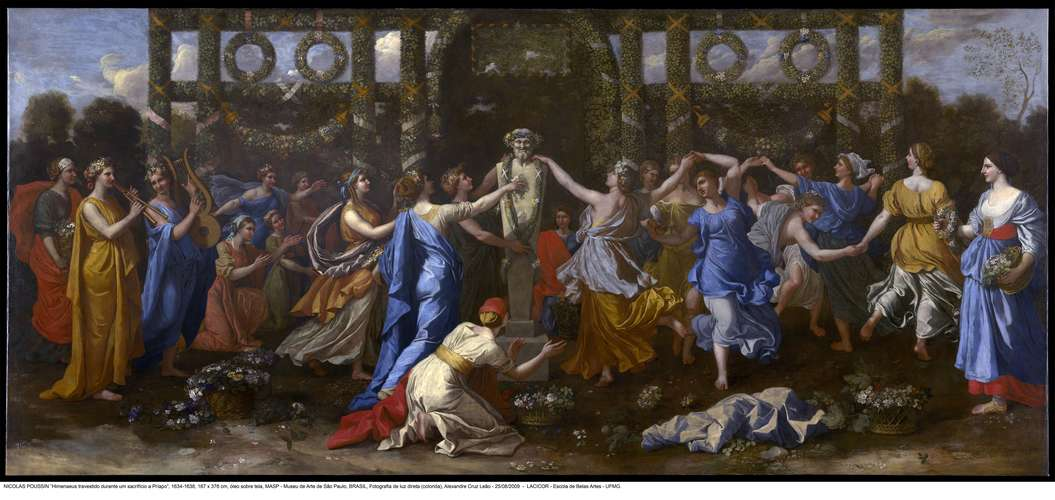 NICOLAS POUSSIN "Himeneaus travestido durante um sacrifício a Príapo", 1634-1638, 167 x 376 cm, óleo sobre tela, MASP - Museu de Arte de São Paulo, BRASIL, Fotografia de luz direta (colorida), Alexandre Cruz Leão - 25/08/2009 – LACICOR - Escola de Belas Artes - UFMG